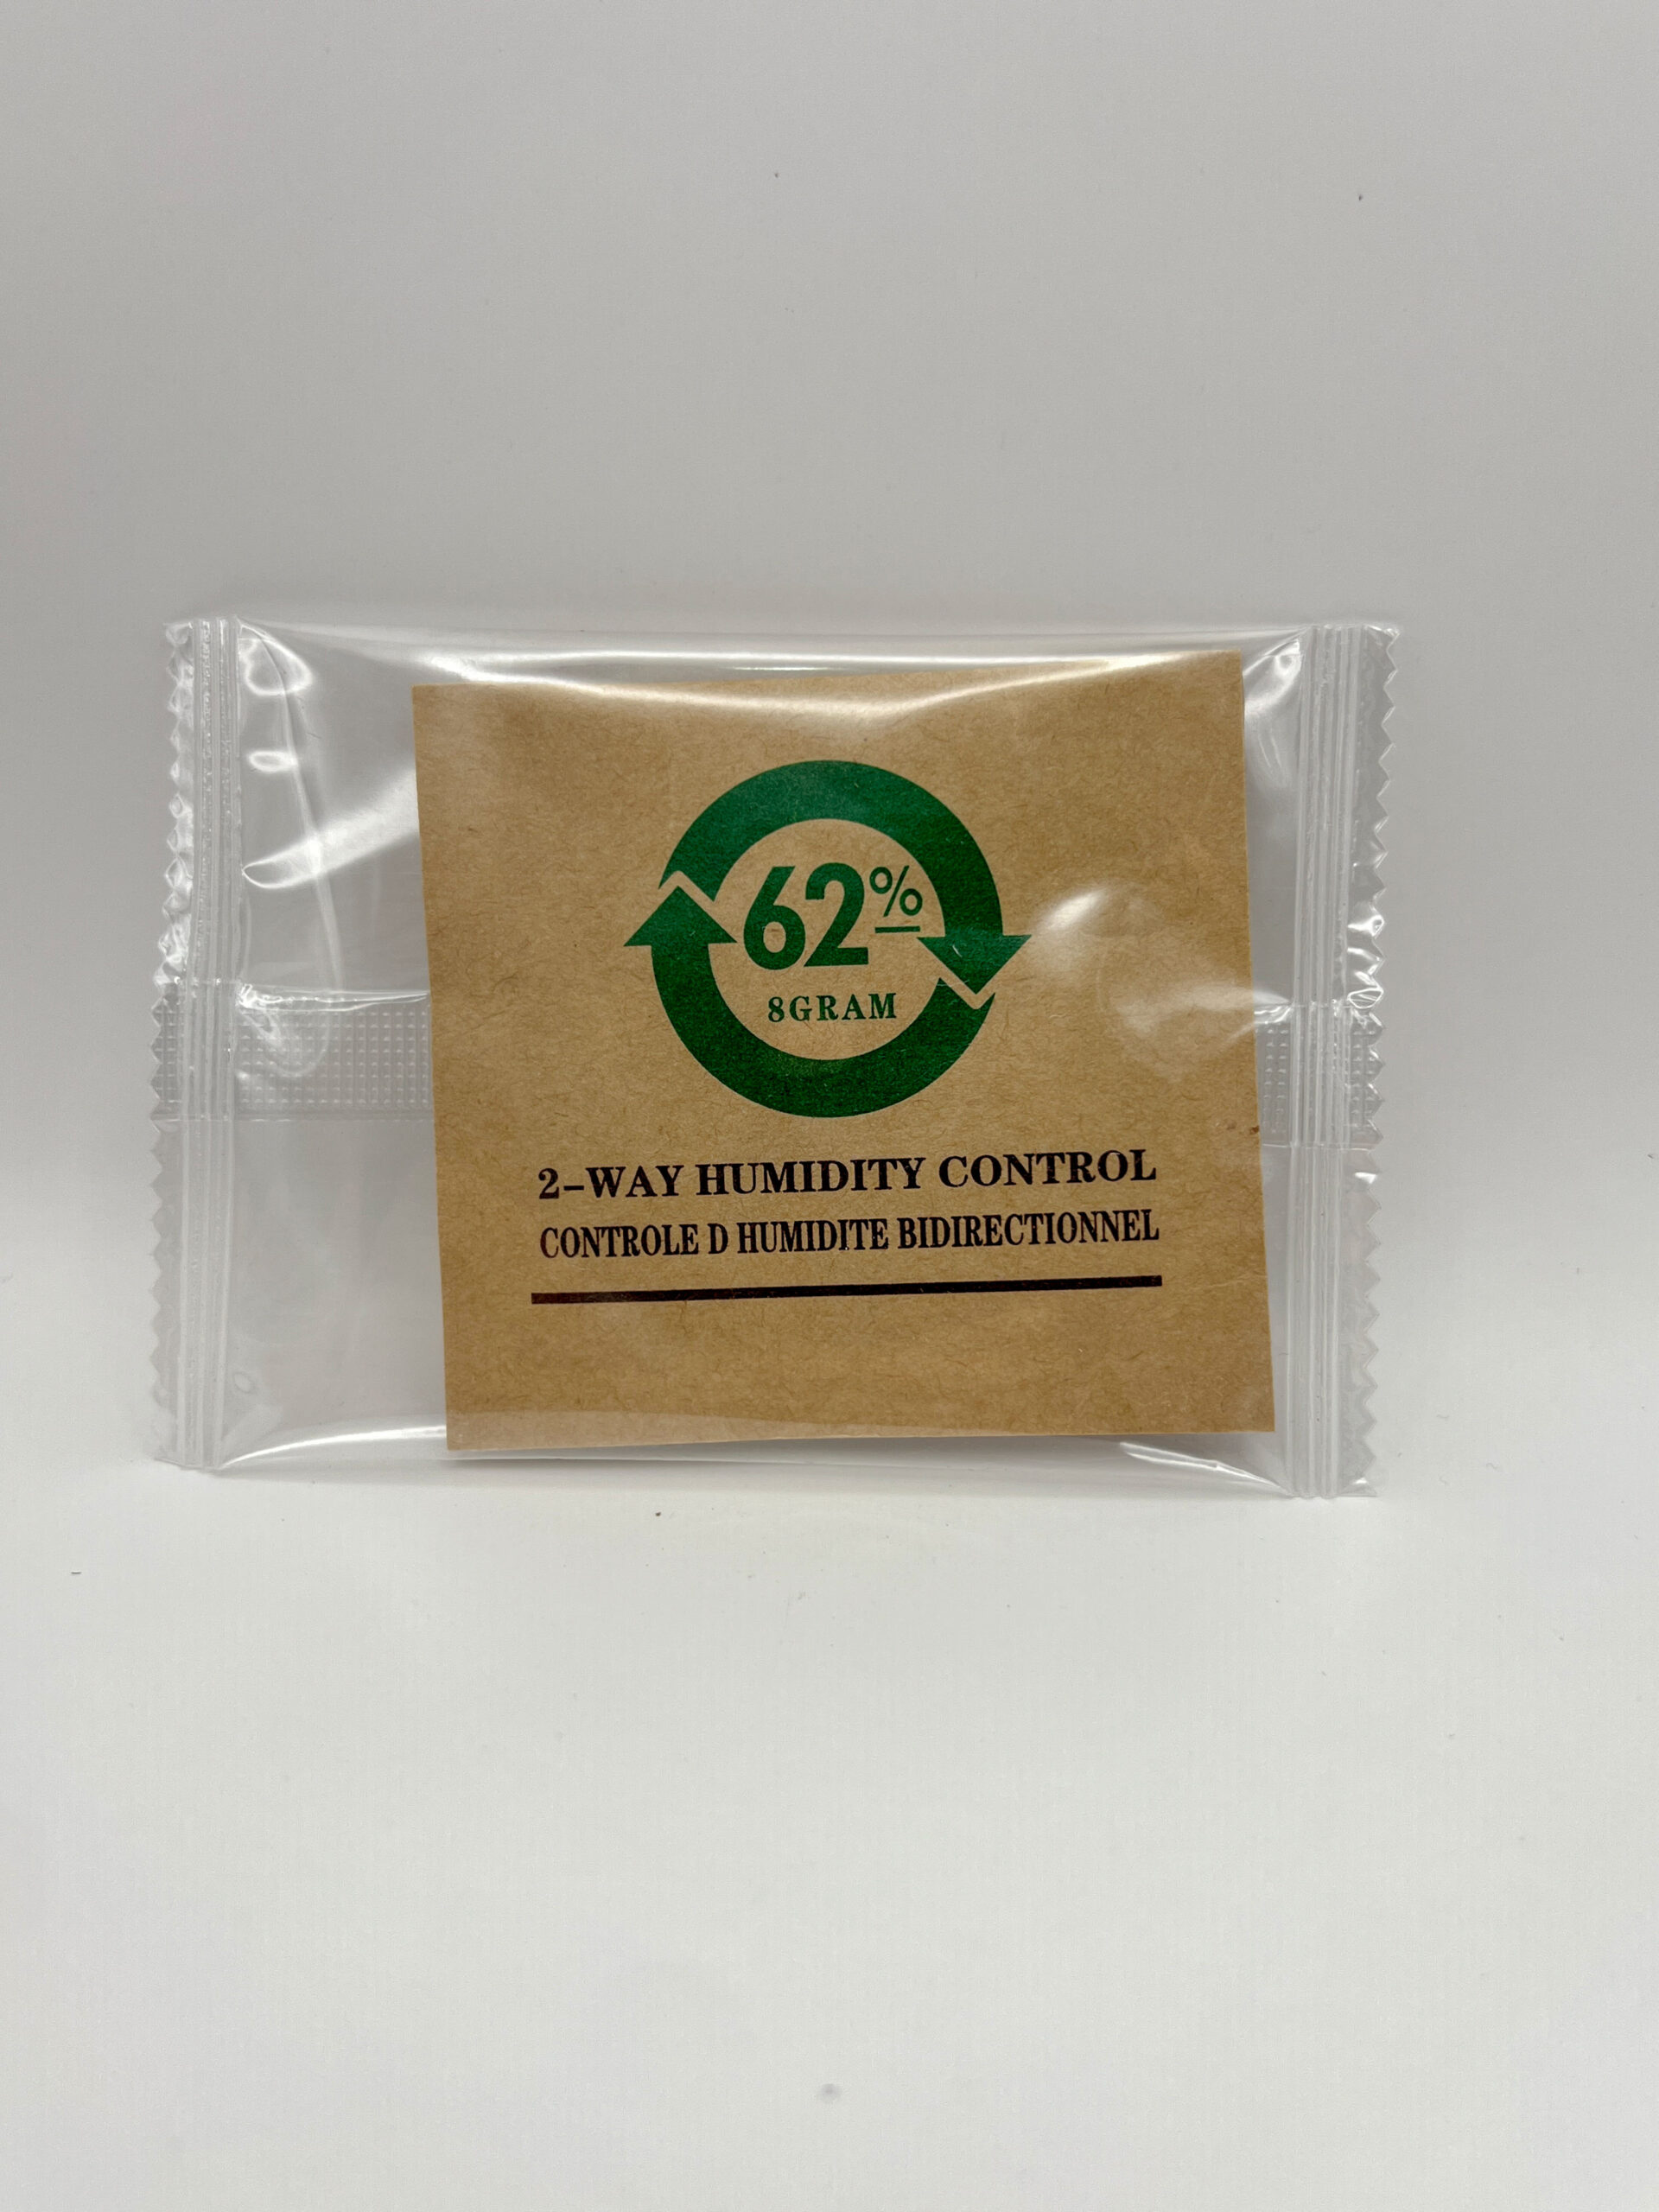 62%
8GRAM
2-WAY HUMIDITY CONTROL
CONTROLE D HUMIDITE BIDIRECTIONNEL